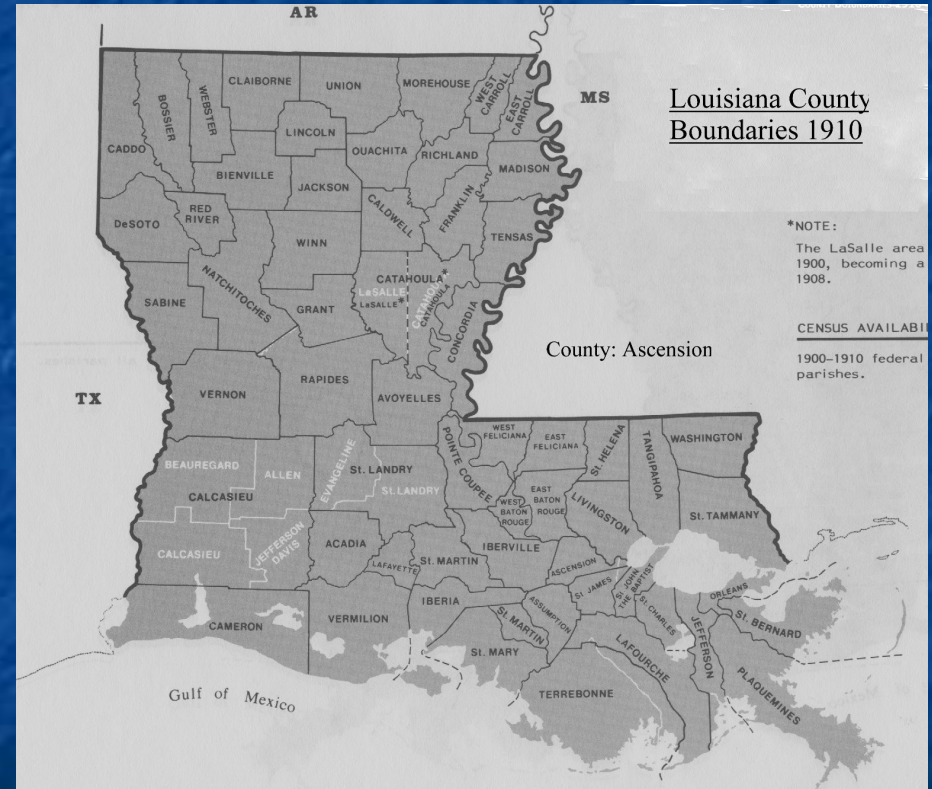 AR
MS
TX
Louisiana County
Boundaries 1910
*NOTE:
The LaSalle area
1900, becoming a
1908.
CENSUS AVAILABI
1900-1910 federal
parishes.
County: Ascension
CADDO
BOSSIER
WEBSTER
CLAIBORNE
UNION
MOREHOUSE
WEST
CARROLL
EAST
CARROLL
LINCOLN
OUACHITA
RICHLAND
MADISON
BIENVILLE
JACKSON
CALDWELL
FRANKLIN
TENSAS
DeSOTO
RED
RIVER
WINN
NATCHITOCHES
SABINE
GRANT
CATAHOULA*
LaSALLE
LaSALLE*
CATAHOULA
CATAHOULA
CONCORDIA
VERNON
RAPIDES
AVOYELLES
BEAUREGARD
ALLEN
EVANGELINE
St. LANDRY
St. LANDRY
CALCASIEU
CALCASIEU
JEFFERSON
DAVIS
ACADIA
LAFAYETTE
St. MARTIN
IBERVILLE
POINTE COUPEE
WEST
FELICIANA
EAST
FELICIANA
St. HELENA
TANGIPAHOA
WASHINGTON
WEST
BATON
ROUGE
EAST
BATON
ROUGE
LIVINGSTON
St. TAMMANY
ASCENSION
St. JAMES
St. JOHN
THE BAPTIST
St. CHARLES
ORLEANS
St. BERNARD
JEFFERSON
PLAQUEMINES
CAMERON
VERMILION
IBERIA
St. MARTIN
ASSUMPTION
St. MARY
LAFOURCHE
TERREBONNE
Gulf of Mexico